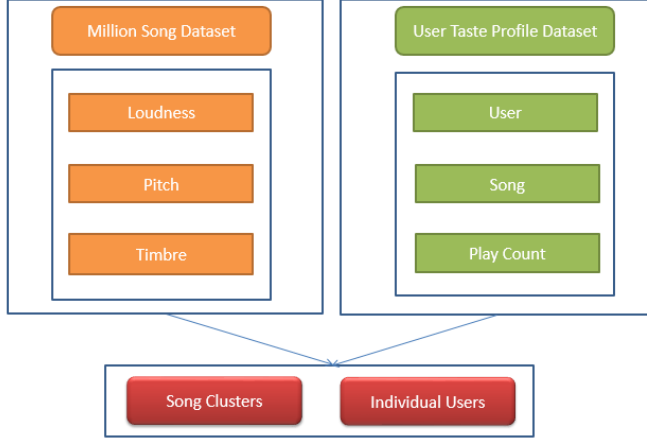 Million Song Dataset
Loudness
Pitch
Timbre
User Taste Profile Dataset
User
Song
Play Count
Song Clusters
Individual Users